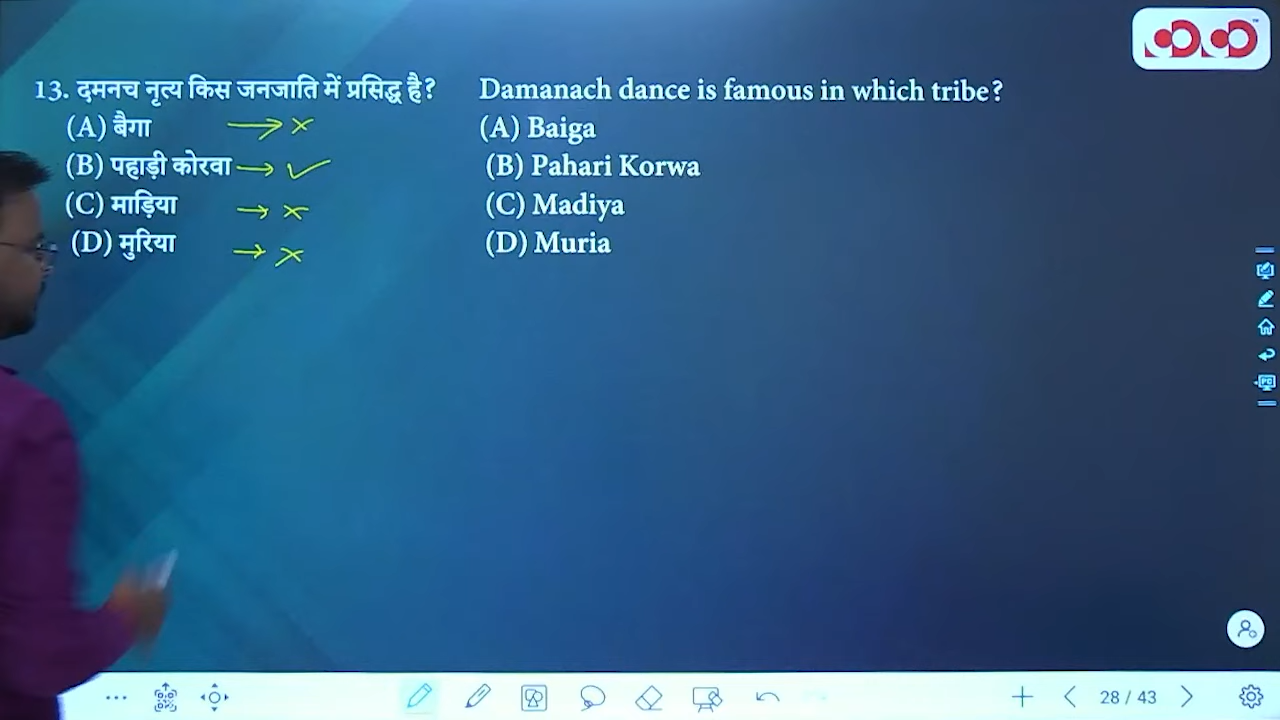 13. दमनच नृत्य किस जनजाति में प्रसिद्ध है?
(A) बैगा
(B) पहाड़ी कोरवा
(C) माड़िया
(D) मुरिया
Damanach dance is famous in which tribe?
(A) Baiga
(B) Pahari Korwa
(C) Madiya
(D) Muria
28 / 43